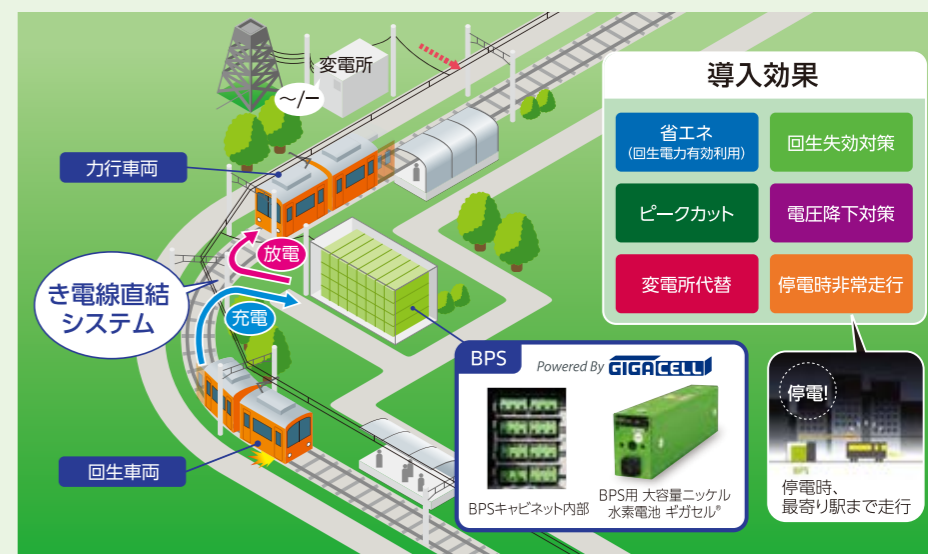 変電所
～/ー
力行車両
放電
き電線直結
システム
充電
回生車両
導入効果
省エネ
(回生電力有効利用)
回生失効対策
ピークカット
電圧降下対策
変電所代替
停電時非常走行
BPS
Powered By GIGACELL
BPSキャビネット内部
BPS用 大容量ニッケル
水素電池 ギガセル®
停電!
BPS
停電時、
最寄り駅まで走行